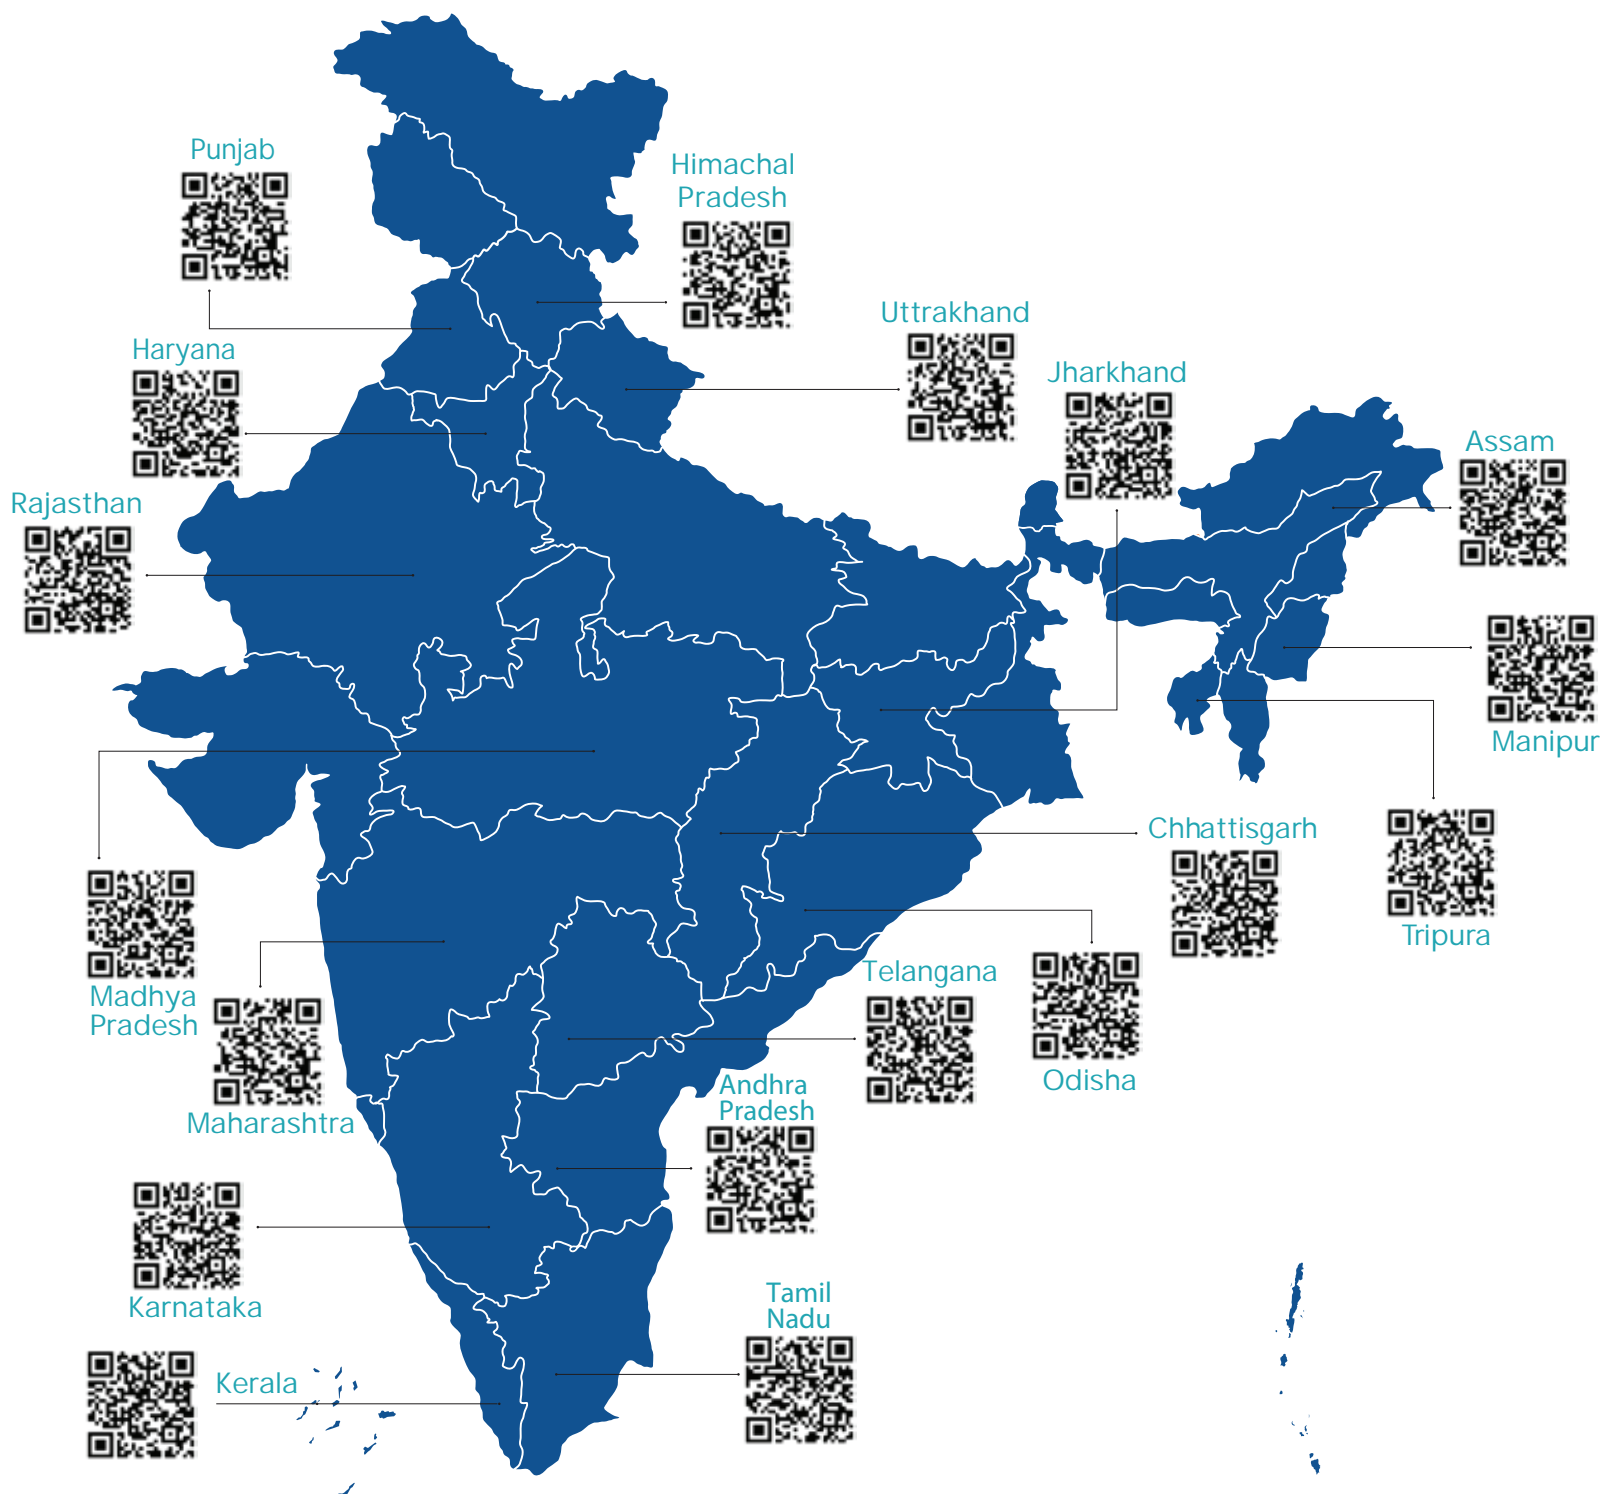 Punjab
Himachal
Pradesh
Uttrakhand
Haryana
Jharkhand
Assam
Rajasthan
Manipur
Chhattisgarh
Tripura
Telangana
Madhya
Pradesh
Odisha
Andhra
Pradesh
Maharashtra
Tamil
Nadu
Karnataka
Kerala